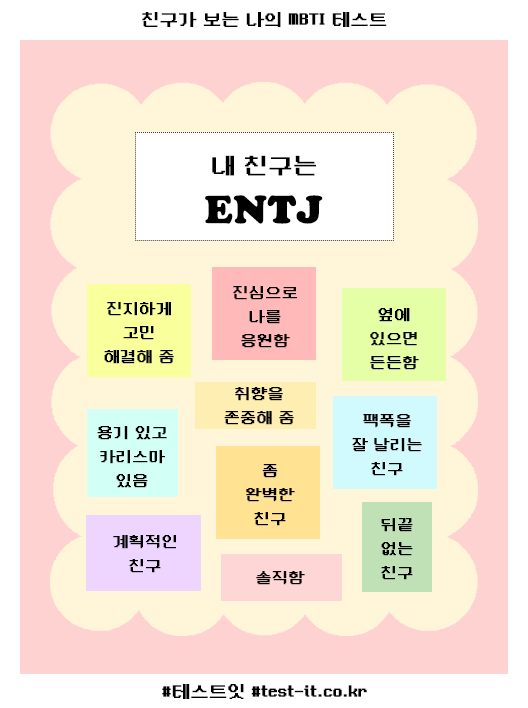 친구가 보는 나의 MBTI 테스트
내 친구는
ENTJ
진지하게
고민
해결해 줌
진심으로
나를
응원함
옆에
있으면
든든함
취향을
존중해 줌
용기 있고
카리스마
있음
팩폭을
잘 날리는
친구
좀
완벽한
친구
계획적인
친구
뒤끝
없는
친구
솔직함
#테스트잇 #test-it.co.kr